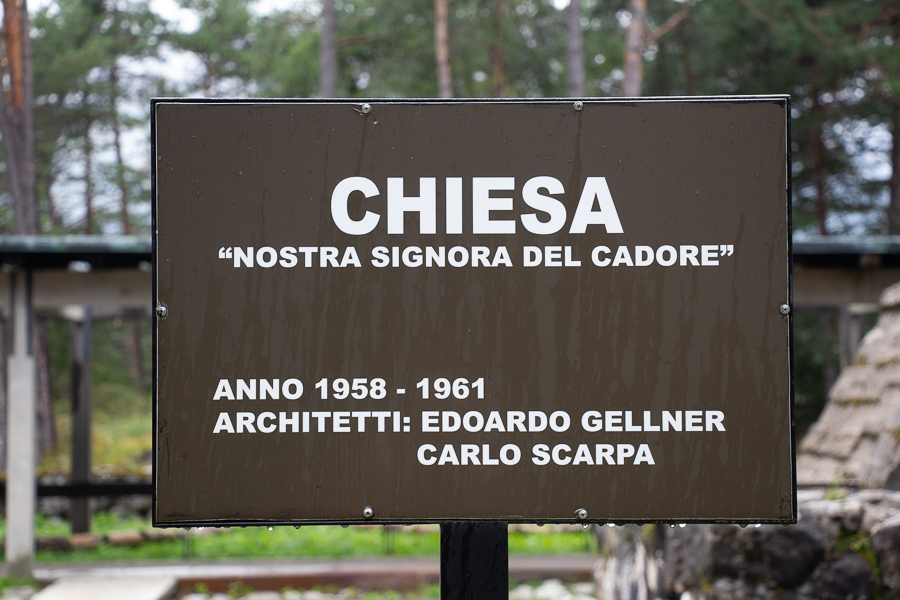 CHIESA
“NOSTRA SIGNORA DEL CADORE”
ANNO 1958 - 1961
ARCHITETTI: EDOARDO GELLNER
CARLO SCARPA